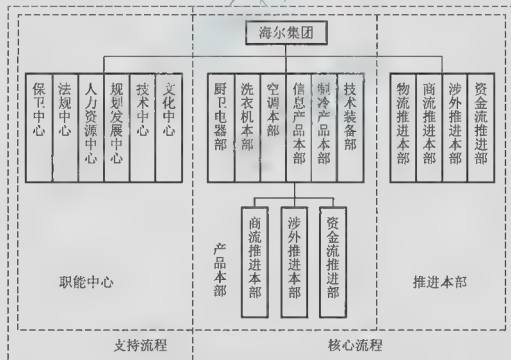 海尔集团
保卫中心
法规中心
人力资源中心
规划发展中心
技术中心
文化中心
厨卫电器部
洗衣机本部
空调本部
信息产品本部
制冷产品本部
技术装备部
物流推进本部
商流推进本部
涉外推进本部
资金流推进部
商流推进本部
涉外推进本部
资金流推进部
产品本部
职能中心
推进本部
支持流程
核心流程